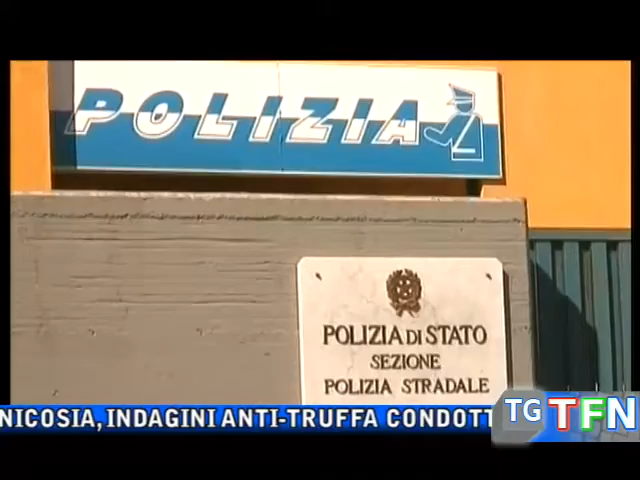 POLIZIA
POLIZIA DI STATO
SEZIONE
POLIZIA STRADALE
NICOSIA, INDAGINI ANTI-TRUFFA CONDOTT
TG TFN